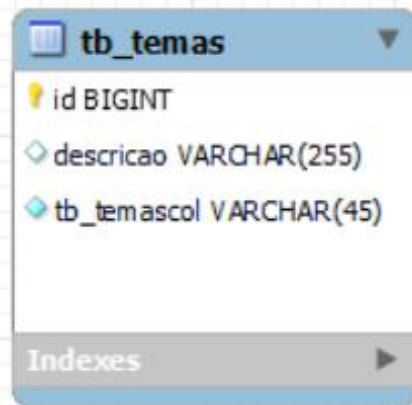 tb_temas
id BIGINT
descricao VARCHAR(255)
tb_temascol VARCHAR(45)
Indexes